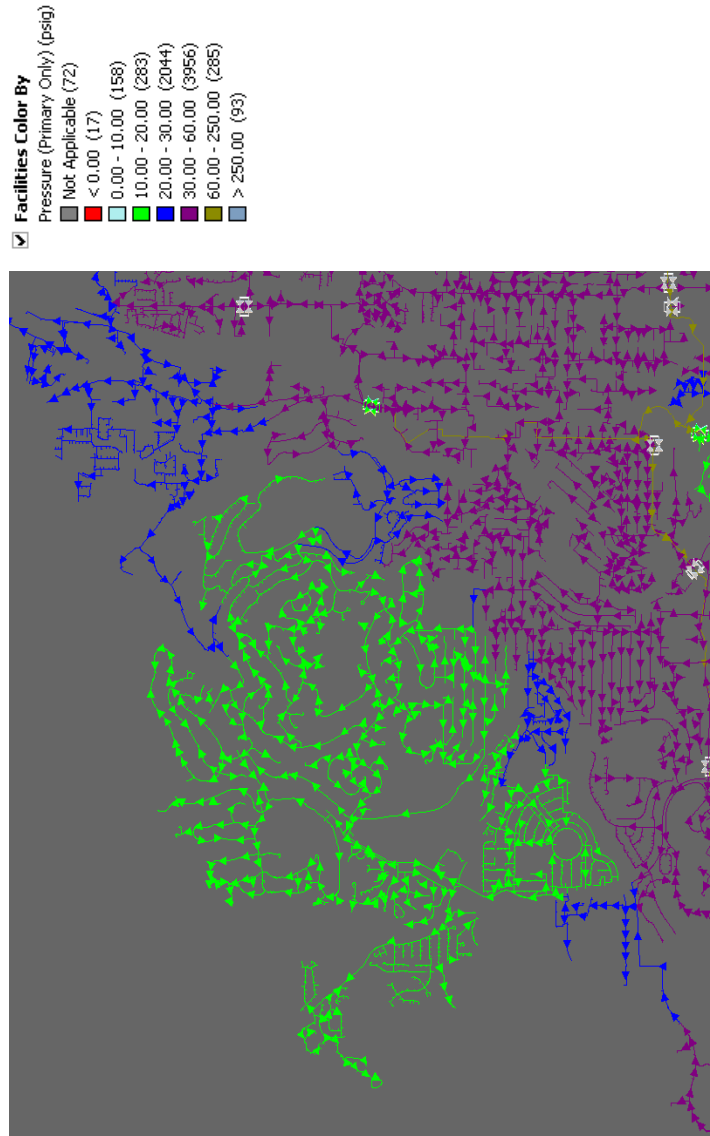 Facilities Color By
Pressure (Primary Only) (psig)
Not Applicable (72)
< 0.00 (17)
0.00 - 10.00 (158)
10.00 - 20.00 (283)
20.00 - 30.00 (2044)
30.00 - 60.00 (3956)
60.00 - 250.00 (285)
> 250.00 (93)